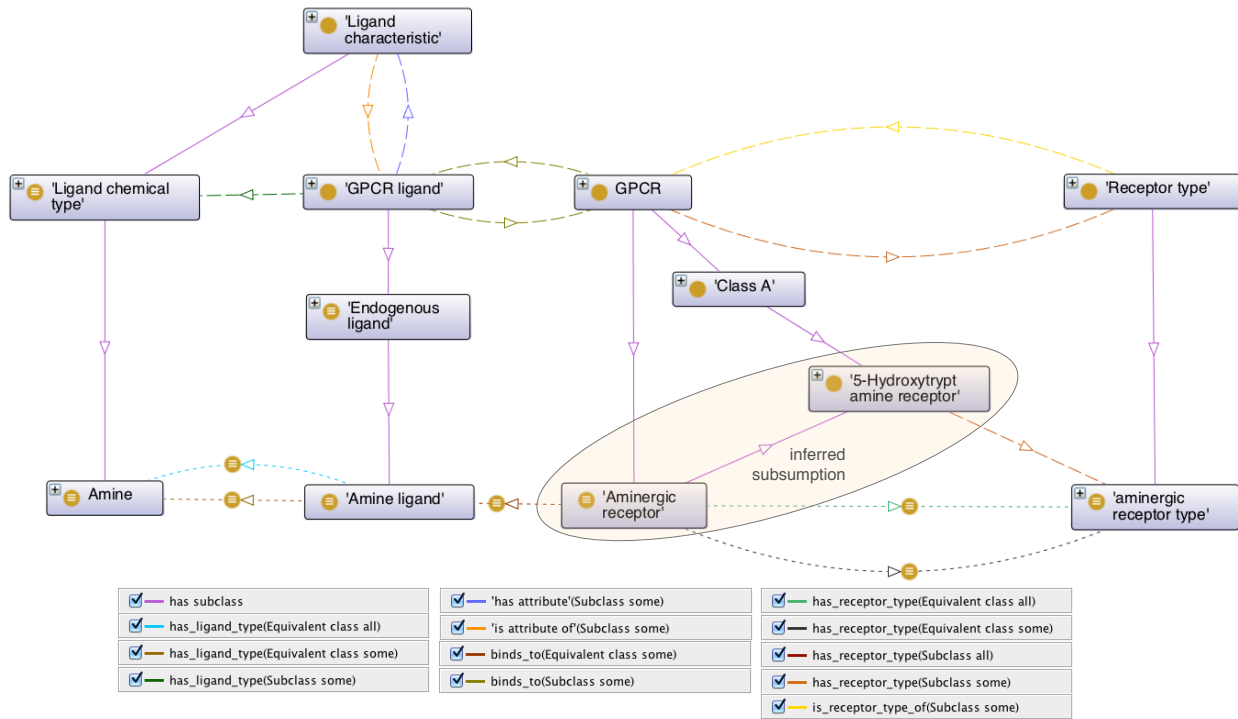 'Ligand
characteristic'
'Ligand chemical
type'
'GPCR ligand'
GPCR
'Receptor type'
'Class A'
'Endogenous
ligand'
'5-Hydroxytrypt
amine receptor'
inferred
subsumption
Amine
'Amine ligand'
'Aminergic
receptor'
'aminergic
receptor type'
has subclass
has_ligand_type(Equivalent class all)
has_ligand_type(Equivalent class some)
has_ligand_type(Subclass some)
'has attribute'(Subclass some)
'is attribute of'(Subclass some)
binds_to(Equivalent class some)
binds_to(Subclass some)
has_receptor_type(Equivalent class all)
has_receptor_type(Equivalent class some)
has_receptor_type(Subclass all)
has_receptor_type(Subclass some)
is_receptor_type_of(Subclass some)